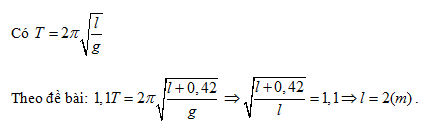 Có T = 2π√(l/g)
Theo đề bài: 1,1T = 2π√((l+0,42)/g) ⇒ √((l+0,42)/l) = 1,1 ⇒ l = 2(m).